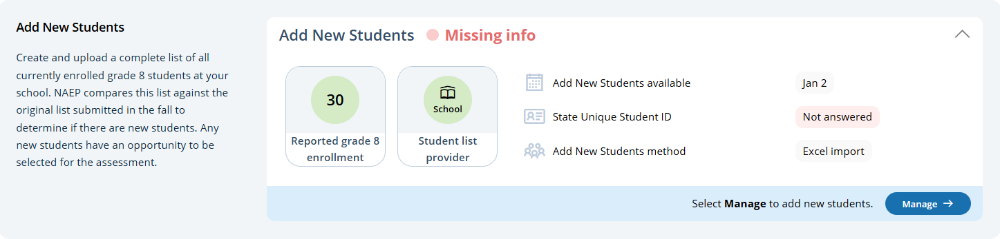 Add New Students
Create and upload a complete list of all
currently enrolled grade 8 students at your
school. NAEP compares this list against the
original list submitted in the fall to
determine if there are new students. Any
new students have an opportunity to be
selected for the assessment.
Add New Students Missing info
30
Reported grade 8
enrollment
School
Student list
provider
Add New Students available Jan 2
State Unique Student ID Not answered
Add New Students method Excel import
Select Manage to add new students. Manage →